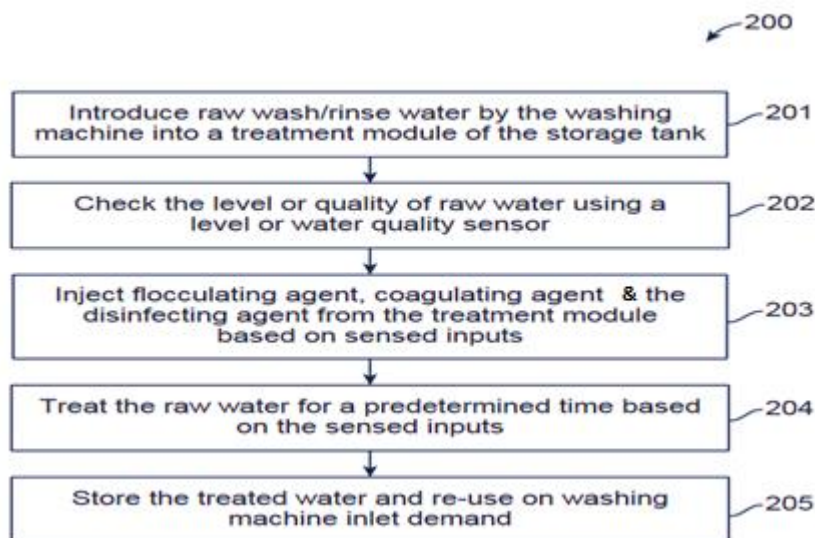 200
Introduce raw wash/rinse water by the washing
machine into a treatment module of the storage tank
201
Check the level or quality of raw water using a
level or water quality sensor
202
Inject flocculating agent, coagulating agent & the
disinfecting agent from the treatment module
based on sensed inputs
203
Treat the raw water for a predetermined time based
on the sensed inputs
204
Store the treated water and re-use on washing
machine inlet demand
205